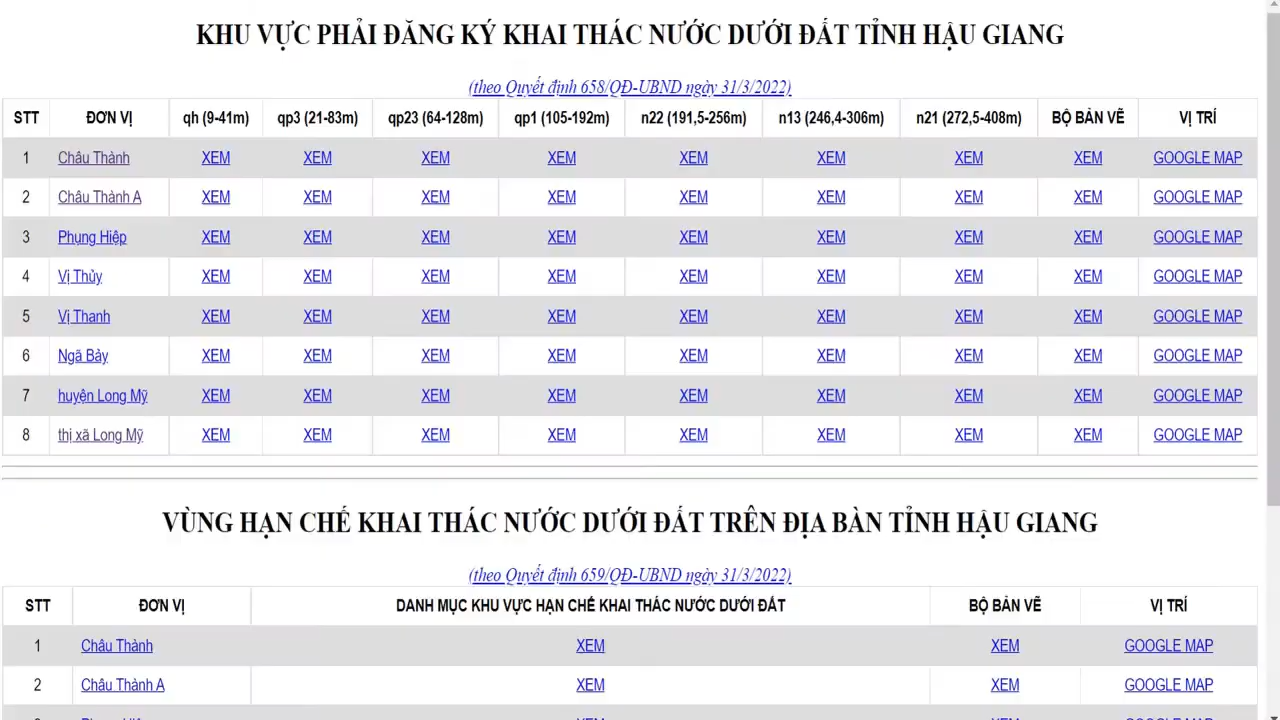 KHU VỰC PHẢI ĐĂNG KÝ KHAI THÁC NƯỚC DƯỚI ĐẤT TỈNH HẬU GIANG
(theo Quyết định 658/QĐ-UBND ngày 31/3/2022)
STT ĐƠN VỊ qh (9-41m) qp3 (21-83m) qp23 (64-128m) qp1 (105-192m) n22 (191,5-256m) n13 (246,4-306m) n21 (272,5-408m) BỘ BẢN VẼ VỊ TRÍ
1 Châu Thành XEM XEM XEM XEM XEM XEM XEM XEM GOOGLE MAP
2 Châu Thành A XEM XEM XEM XEM XEM XEM XEM XEM GOOGLE MAP
3 Phụng Hiệp XEM XEM XEM XEM XEM XEM XEM XEM GOOGLE MAP
4 Vị Thủy XEM XEM XEM XEM XEM XEM XEM XEM GOOGLE MAP
5 Vị Thanh XEM XEM XEM XEM XEM XEM XEM XEM GOOGLE MAP
6 Ngã Bảy XEM XEM XEM XEM XEM XEM XEM XEM GOOGLE MAP
7 huyện Long Mỹ XEM XEM XEM XEM XEM XEM XEM XEM GOOGLE MAP
8 thị xã Long Mỹ XEM XEM XEM XEM XEM XEM XEM XEM GOOGLE MAP
VÙNG HẠN CHẾ KHAI THÁC NƯỚC DƯỚI ĐẤT TRÊN ĐỊA BÀN TỈNH HẬU GIANG
(theo Quyết định 659/QĐ-UBND ngày 31/3/2022)
STT ĐƠN VỊ DANH MỤC KHU VỰC HẠN CHẾ KHAI THÁC NƯỚC DƯỚI ĐẤT BỘ BẢN VẼ VỊ TRÍ
1 Châu Thành XEM XEM GOOGLE MAP
2 Châu Thành A XEM XEM GOOGLE MAP